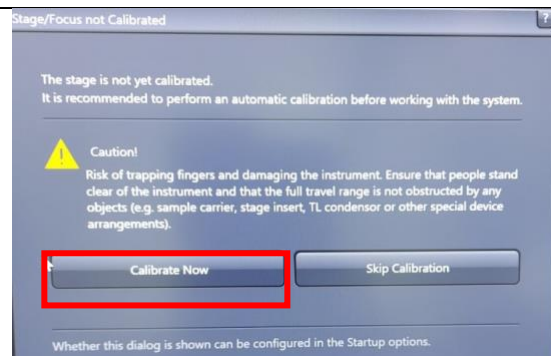 Stage/Focus not Calibrated
?
The stage is not yet calibrated.
It is recommended to perform an automatic calibration before working with the system.
Caution!
Risk of trapping fingers and damaging the instrument. Ensure that people stand
clear of the instrument and that the full travel range is not obstructed by any
objects (e.g. sample carrier, stage insert, TL condensor or other special device
arrangements).
Calibrate Now
Skip Calibration
Whether this dialog is shown can be configured in the Startup options.